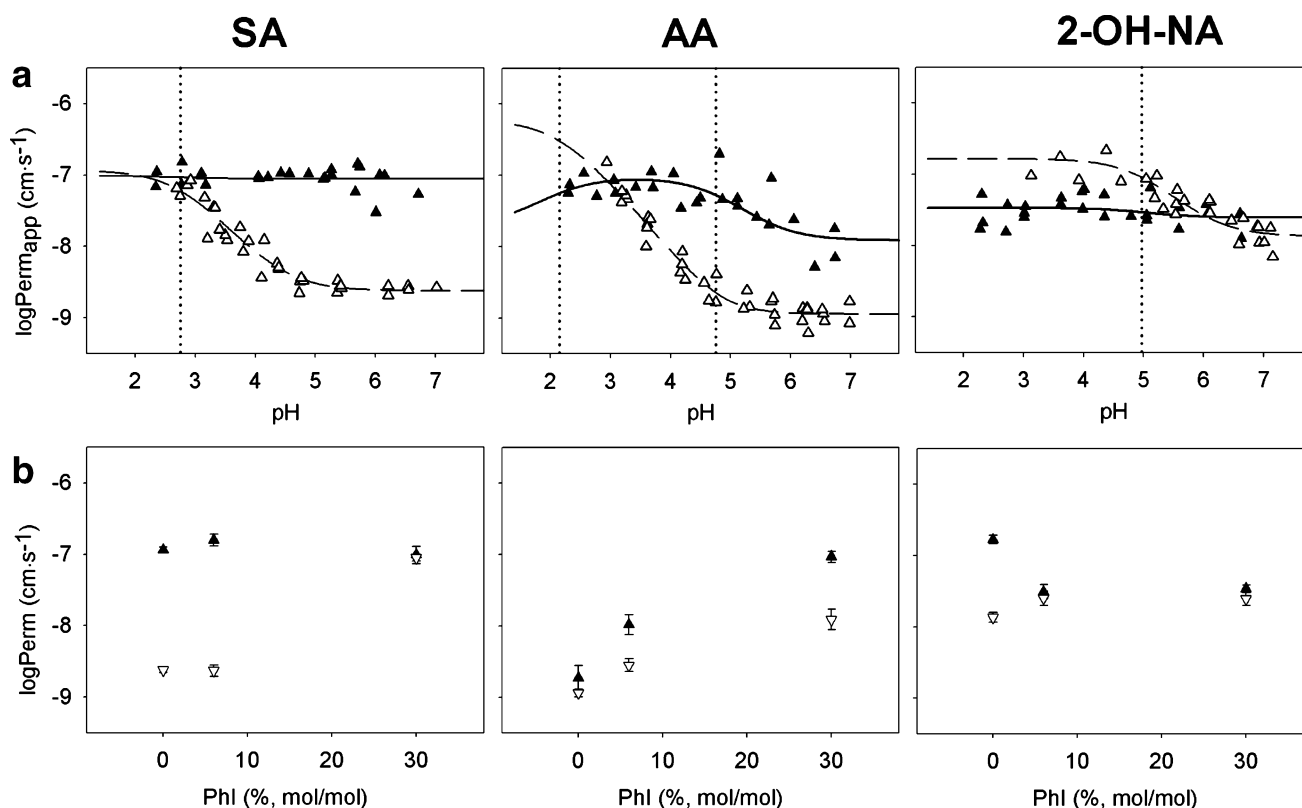 SA
AA
2-OH-NA
a
logPermapp (cm·s-1)
-6
-7
-8
-9
2 3 4 5 6 7
2 3 4 5 6 7
2 3 4 5 6 7
pH
pH
pH
b
logPerm (cm·s-1)
-6
-7
-8
-9
0 10 20 30
0 10 20 30
0 10 20 30
PhI (%, mol/mol)
PhI (%, mol/mol)
PhI (%, mol/mol)